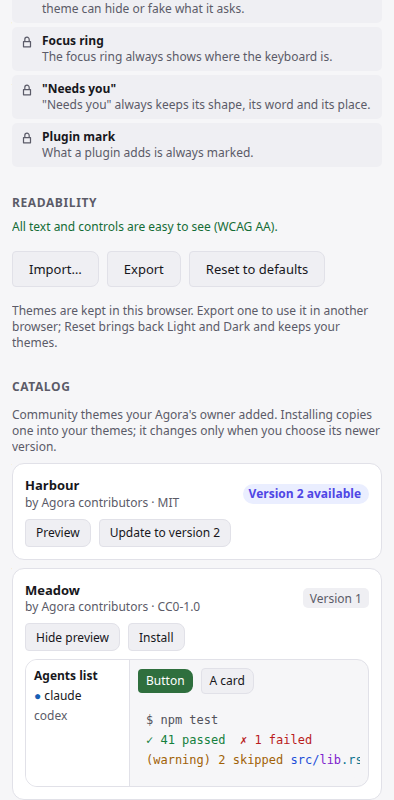 theme can hide or fake what it asks.
Focus ring
The focus ring always shows where the keyboard is.
"Needs you"
"Needs you" always keeps its shape, its word and its place.
Plugin mark
What a plugin adds is always marked.
READABILITY
All text and controls are easy to see (WCAG AA).
Import... Export Reset to defaults
Themes are kept in this browser. Export one to use it in another
browser; Reset brings back Light and Dark and keeps your
themes.
CATALOG
Community themes your Agora's owner added. Installing copies
one into your themes; it changes only when you choose its newer
version.
Harbour
by Agora contributors · MIT
Version 2 available
Preview Update to version 2
Meadow
by Agora contributors · CC0-1.0
Version 1
Hide preview Install
Agents list
● claude
codex
Button A card
$ npm test
✓ 41 passed ✗ 1 failed
(warning) 2 skipped src/lib.rs